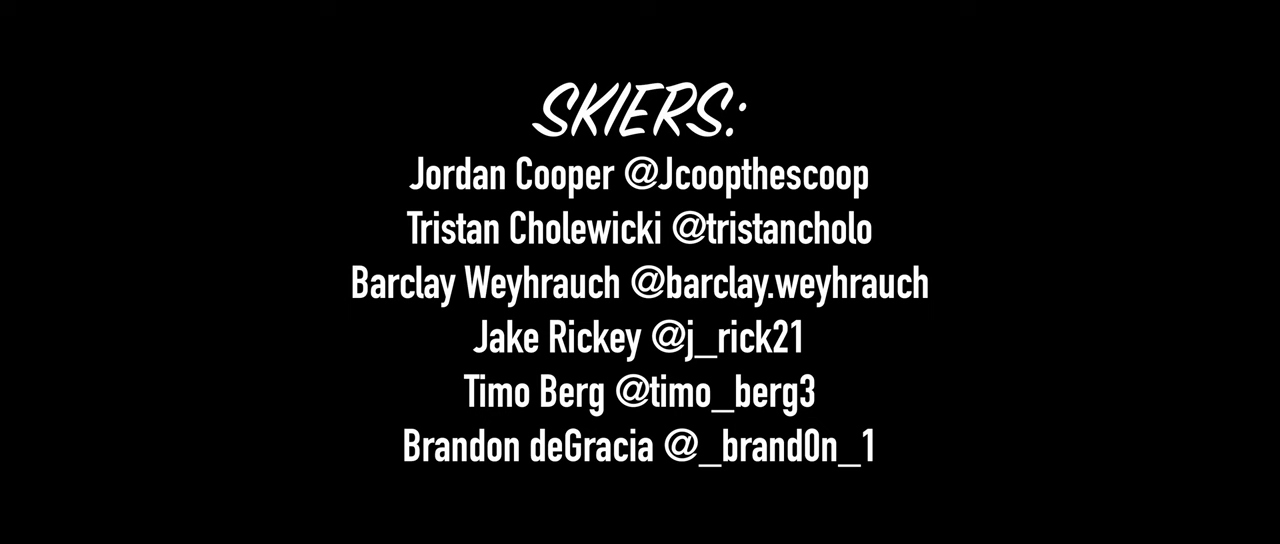 SKIERS:
Jordan Cooper @Jcoopthescoop
Tristan Cholewicki @tristancholo
Barclay Weyhrauch @barclay.weyhrauch
Jake Rickey @j_rick21
Timo Berg @timo_berg3
Brandon deGracia @_brand0n_1